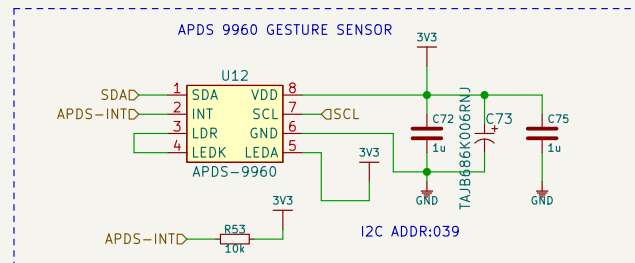 APDS 9960 GESTURE SENSOR
3V3
U12
SDA 1 SDA VDD 8
APDS-INT 2 INT SCL 7 SCL
3 LDR GND 6
4 LEDK LEDA 5
APDS-9960
C72
1u
TAJB686K006RNJ
C73
+
C75
1u
GND
GND
3V3
3V3
APDS-INT
R53
10k
I2C ADDR:039